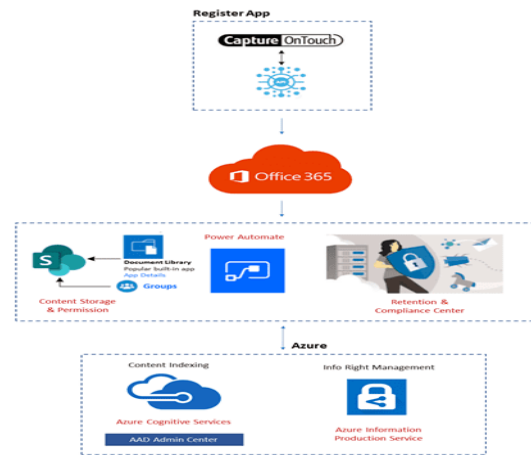 Register App
Capture OnTouch
Office 365
Power Automate
Document Library
Popular built-in app
App Details
Groups
S
Content Storage
& Permission
Retention &
Compliance Center
Azure
Content Indexing
Info Right Management
Azure Cognitive Services
Azure Information
Production Service
AAD Admin Center